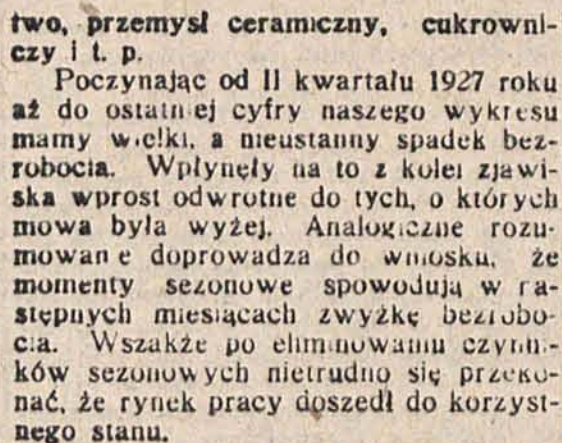 two, przemysł ceramiczny, cukrowni-
czy i t. p.
Poczynając od II kwartału 1927 roku
aż do ostatniej cyfry naszego wykresu
mamy wielki, a nieustanny spadek bez-
robocia. Wpłynęły na to z kolei zjawi-
ska wprost odwrotne do tych, o których
mowa była wyżej. Analogiczne rozu-
mowanie doprowadza do wniosku, że
momenty sezonowe spowodują w na-
stępnych miesiącach zwyżkę bezrobo-
cia. Wszakże po eliminowaniu czynni-
ków sezonowych nietrudno się przeko-
nać, że rynek pracy doszedł do korzyst-
nego stanu.